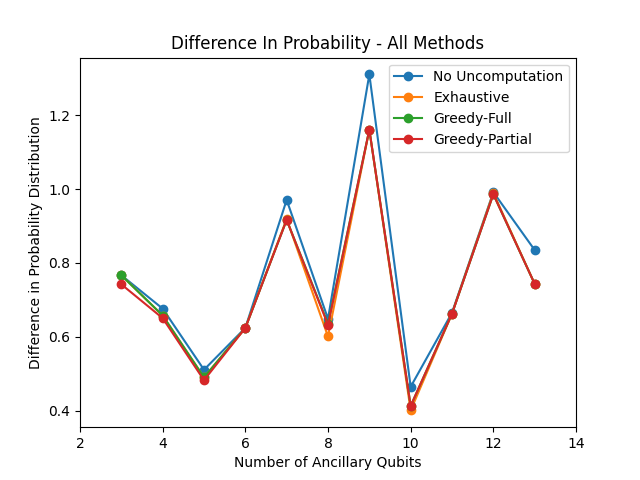 Difference In Probability - All Methods
No Uncomputation
Exhaustive
Greedy-Full
Greedy-Partial
Difference in Probability Distribution
1.2
1.0
0.8
0.6
0.4
2 4 6 8 10 12 14
Number of Ancillary Qubits